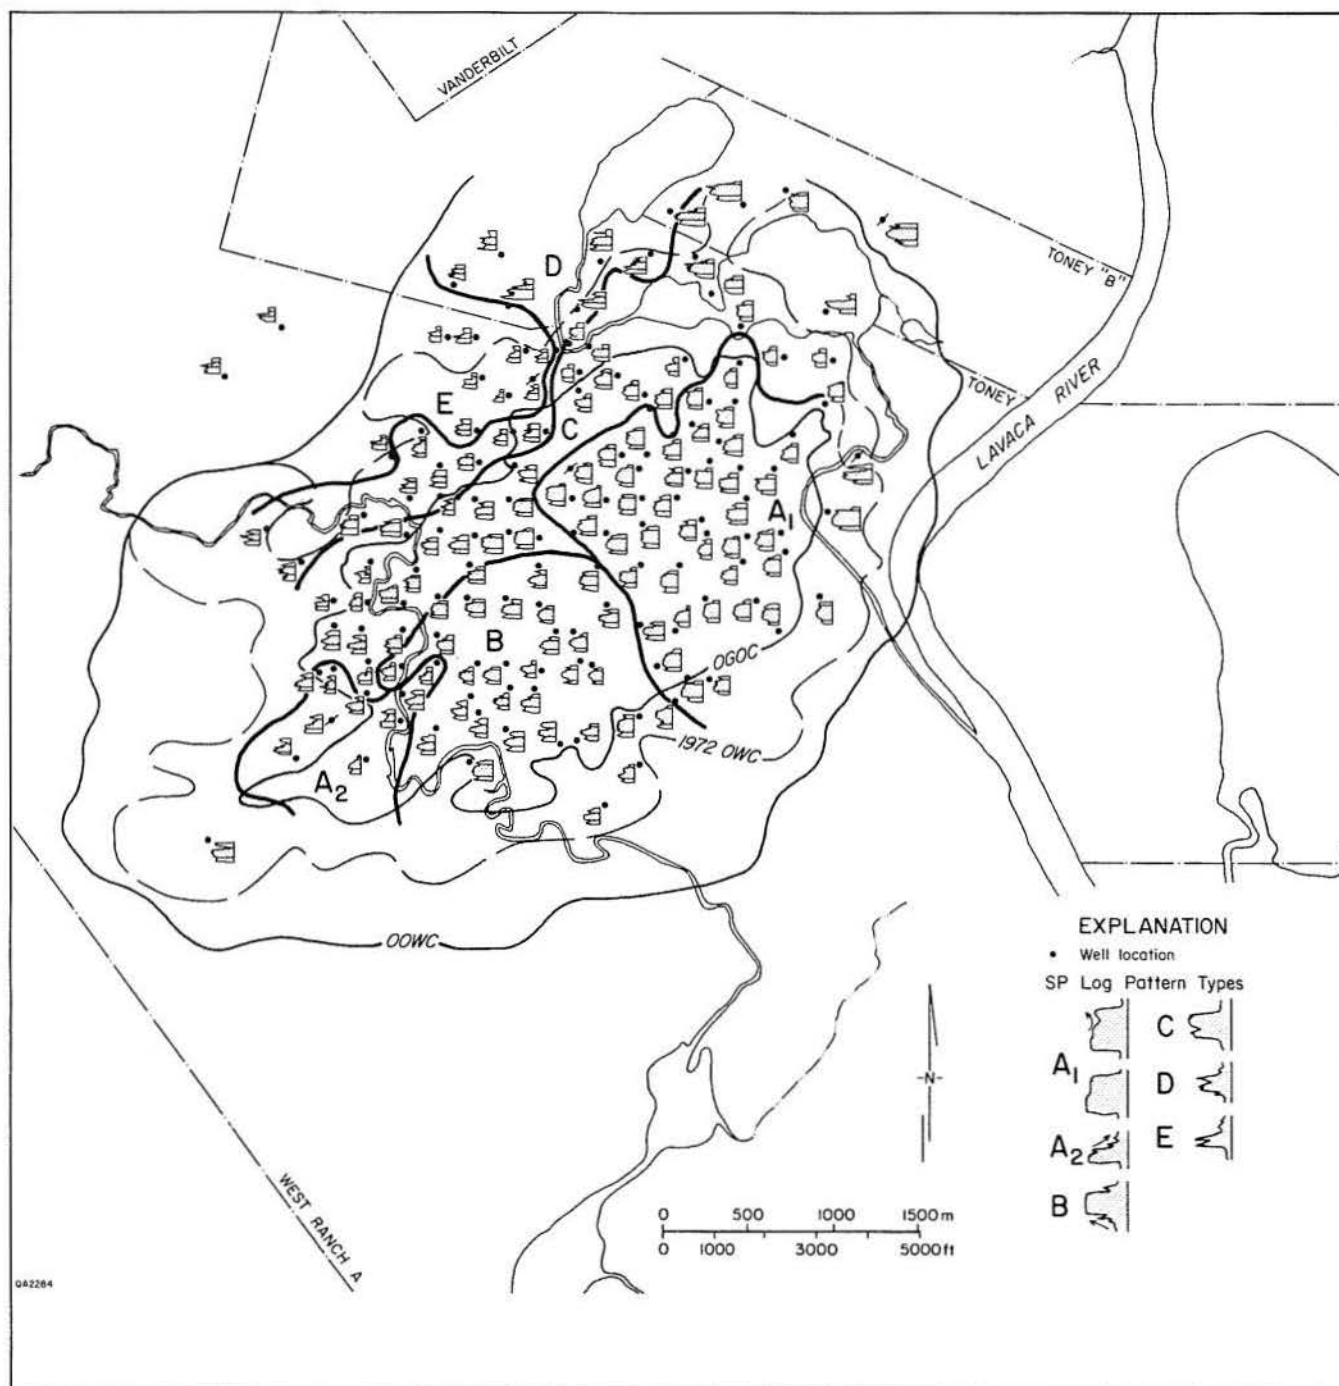 VANDERBILT
TONEY "B"
D
TONEY
LAVACA RIVER
E
C
A1
B
OGOC
1972 OWC
A2
OOWC
EXPLANATION
• Well location
SP Log Pattern Types
A1
C
D
A2
E
B
-N-
WEST RANCH A
0 500 1000 1500 m
0 1000 3000 5000 ft
QA2284